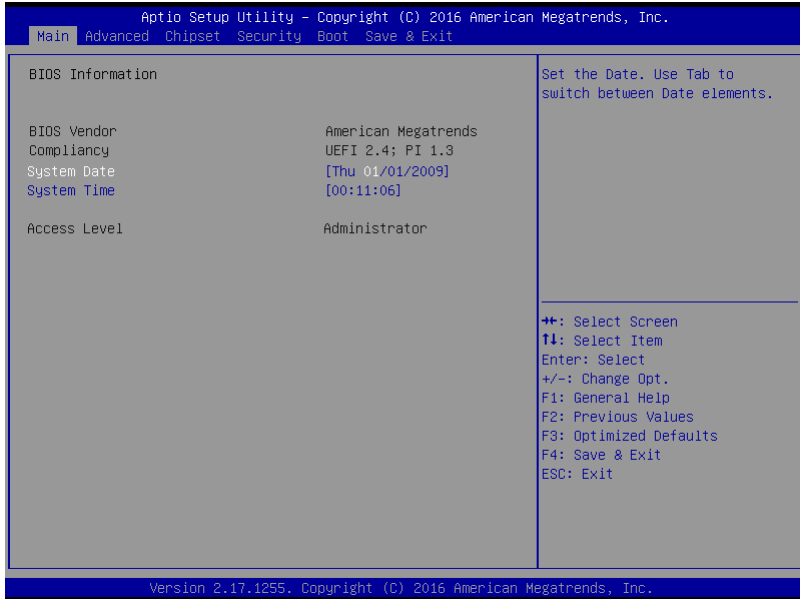 Aptio Setup Utility – Copyright (C) 2016 American Megatrends, Inc.
Main Advanced Chipset Security Boot Save & Exit
BIOS Information
BIOS Vendor American Megatrends
Compliancy UEFI 2.4; PI 1.3
System Date [Thu 01/01/2009]
System Time [00:11:06]
Access Level Administrator
Set the Date. Use Tab to
switch between Date elements.
→←: Select Screen
↑↓: Select Item
Enter: Select
+/-: Change Opt.
F1: General Help
F2: Previous Values
F3: Optimized Defaults
F4: Save & Exit
ESC: Exit
Version 2.17.1255. Copyright (C) 2016 American Megatrends, Inc.